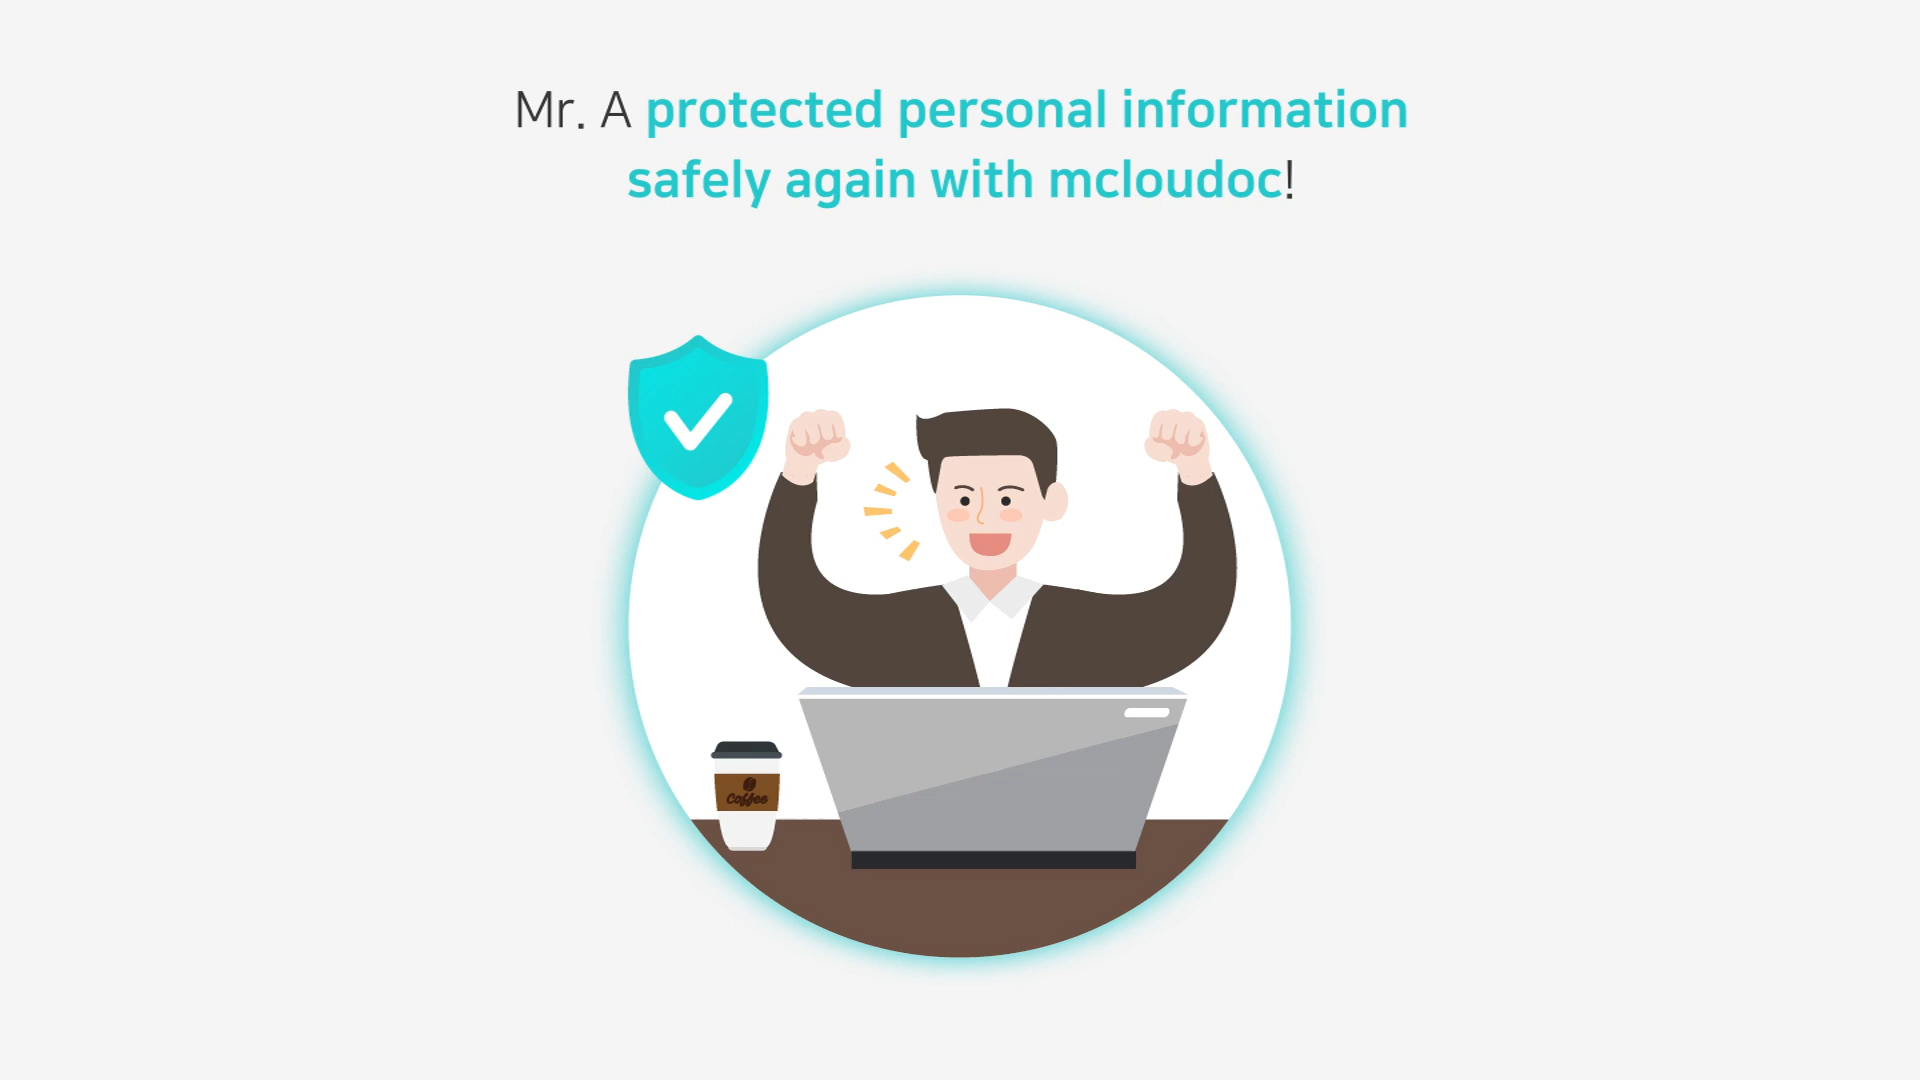 Mr. A protected personal information
safely again with mcloudoc!
Coffee